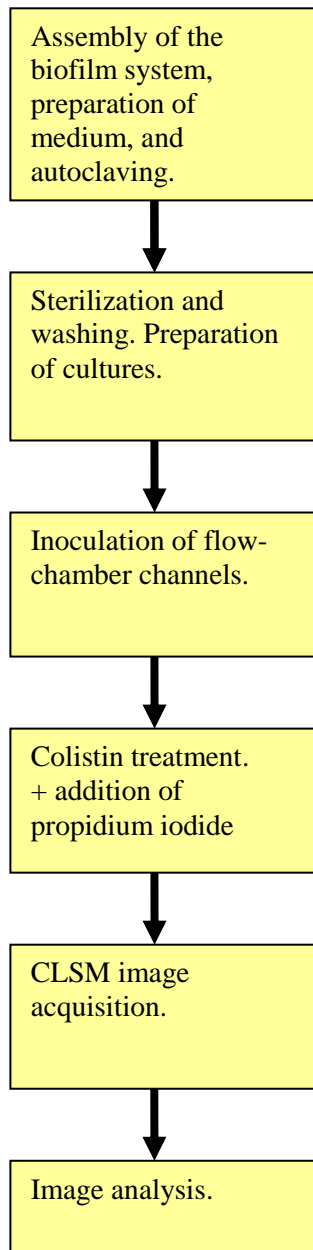 Assembly of the
biofilm system,
preparation of
medium, and
autoclaving.
Sterilization and
washing. Preparation
of cultures.
Inoculation of flow-
chamber channels.
Colistin treatment.
+ addition of
propidium iodide
CLSM image
acquisition.
Image analysis.